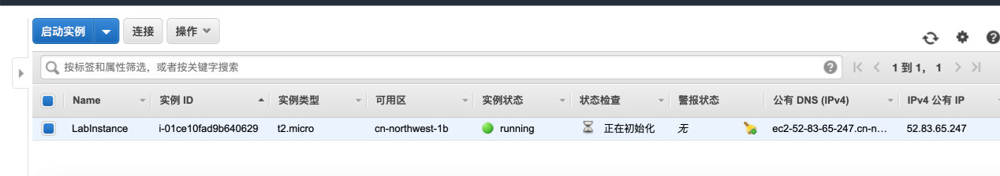 启动实例 连接 操作
按标签和属性筛选，或者按关键字搜索 1 到 1， 1
Name 实例 ID 实例类型 可用区 实例状态 状态检查 警报状态 公有 DNS (IPv4) IPv4 公有 IP
LabInstance i-01ce10fad9b640629 t2.micro cn-northwest-1b running 正在初始化 无 ec2-52-83-65-247.cn-n… 52.83.65.247